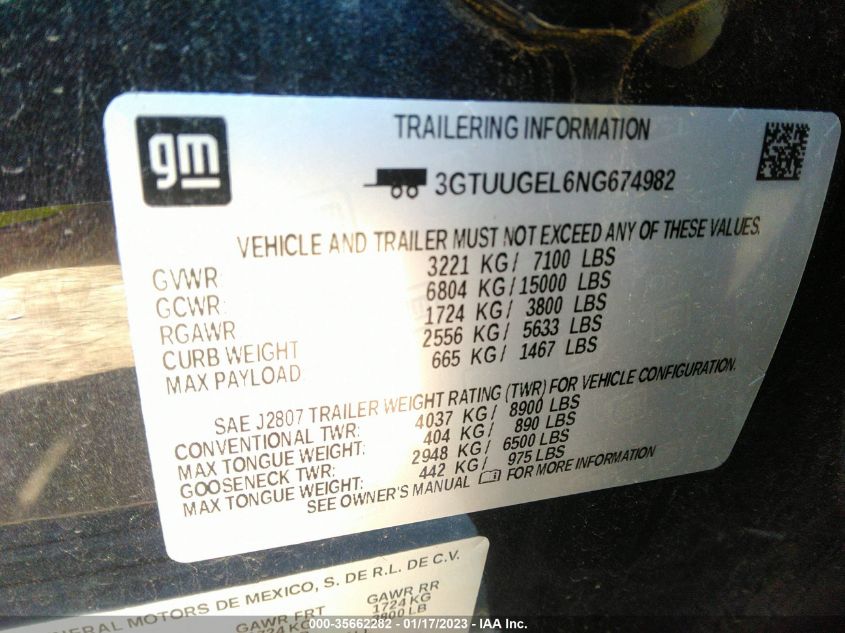 gm
TRAILERING INFORMATION
3GTUUGEL6NG674982
VEHICLE AND TRAILER MUST NOT EXCEED ANY OF THESE VALUES.
GVWR 3221 KG/ 7100 LBS
GCWR: 6804 KG/15000 LBS
RGAWR 1724 KG/ 3800 LBS
CURB WEIGHT 2556 KG/ 5633 LBS
MAX PAYLOAD: 665 KG/ 1467 LBS
SAE J2807 TRAILER WEIGHT RATING (TWR) FOR VEHICLE CONFIGURATION.
CONVENTIONAL TWR: 4037 KG/ 8900 LBS
MAX TONGUE WEIGHT: 404 KG/ 890 LBS
GOOSENECK TWR: 2948 KG/ 6500 LBS
MAX TONGUE WEIGHT: 442 KG/ 975 LBS
SEE OWNER'S MANUAL FOR MORE INFORMATION
MOTORS DE MEXICO, S. DE R.L. DE C.V.
GAWR FRT GAWR RR
1724 KG
000-35662282 - 01/17/2023 - IAA Inc.